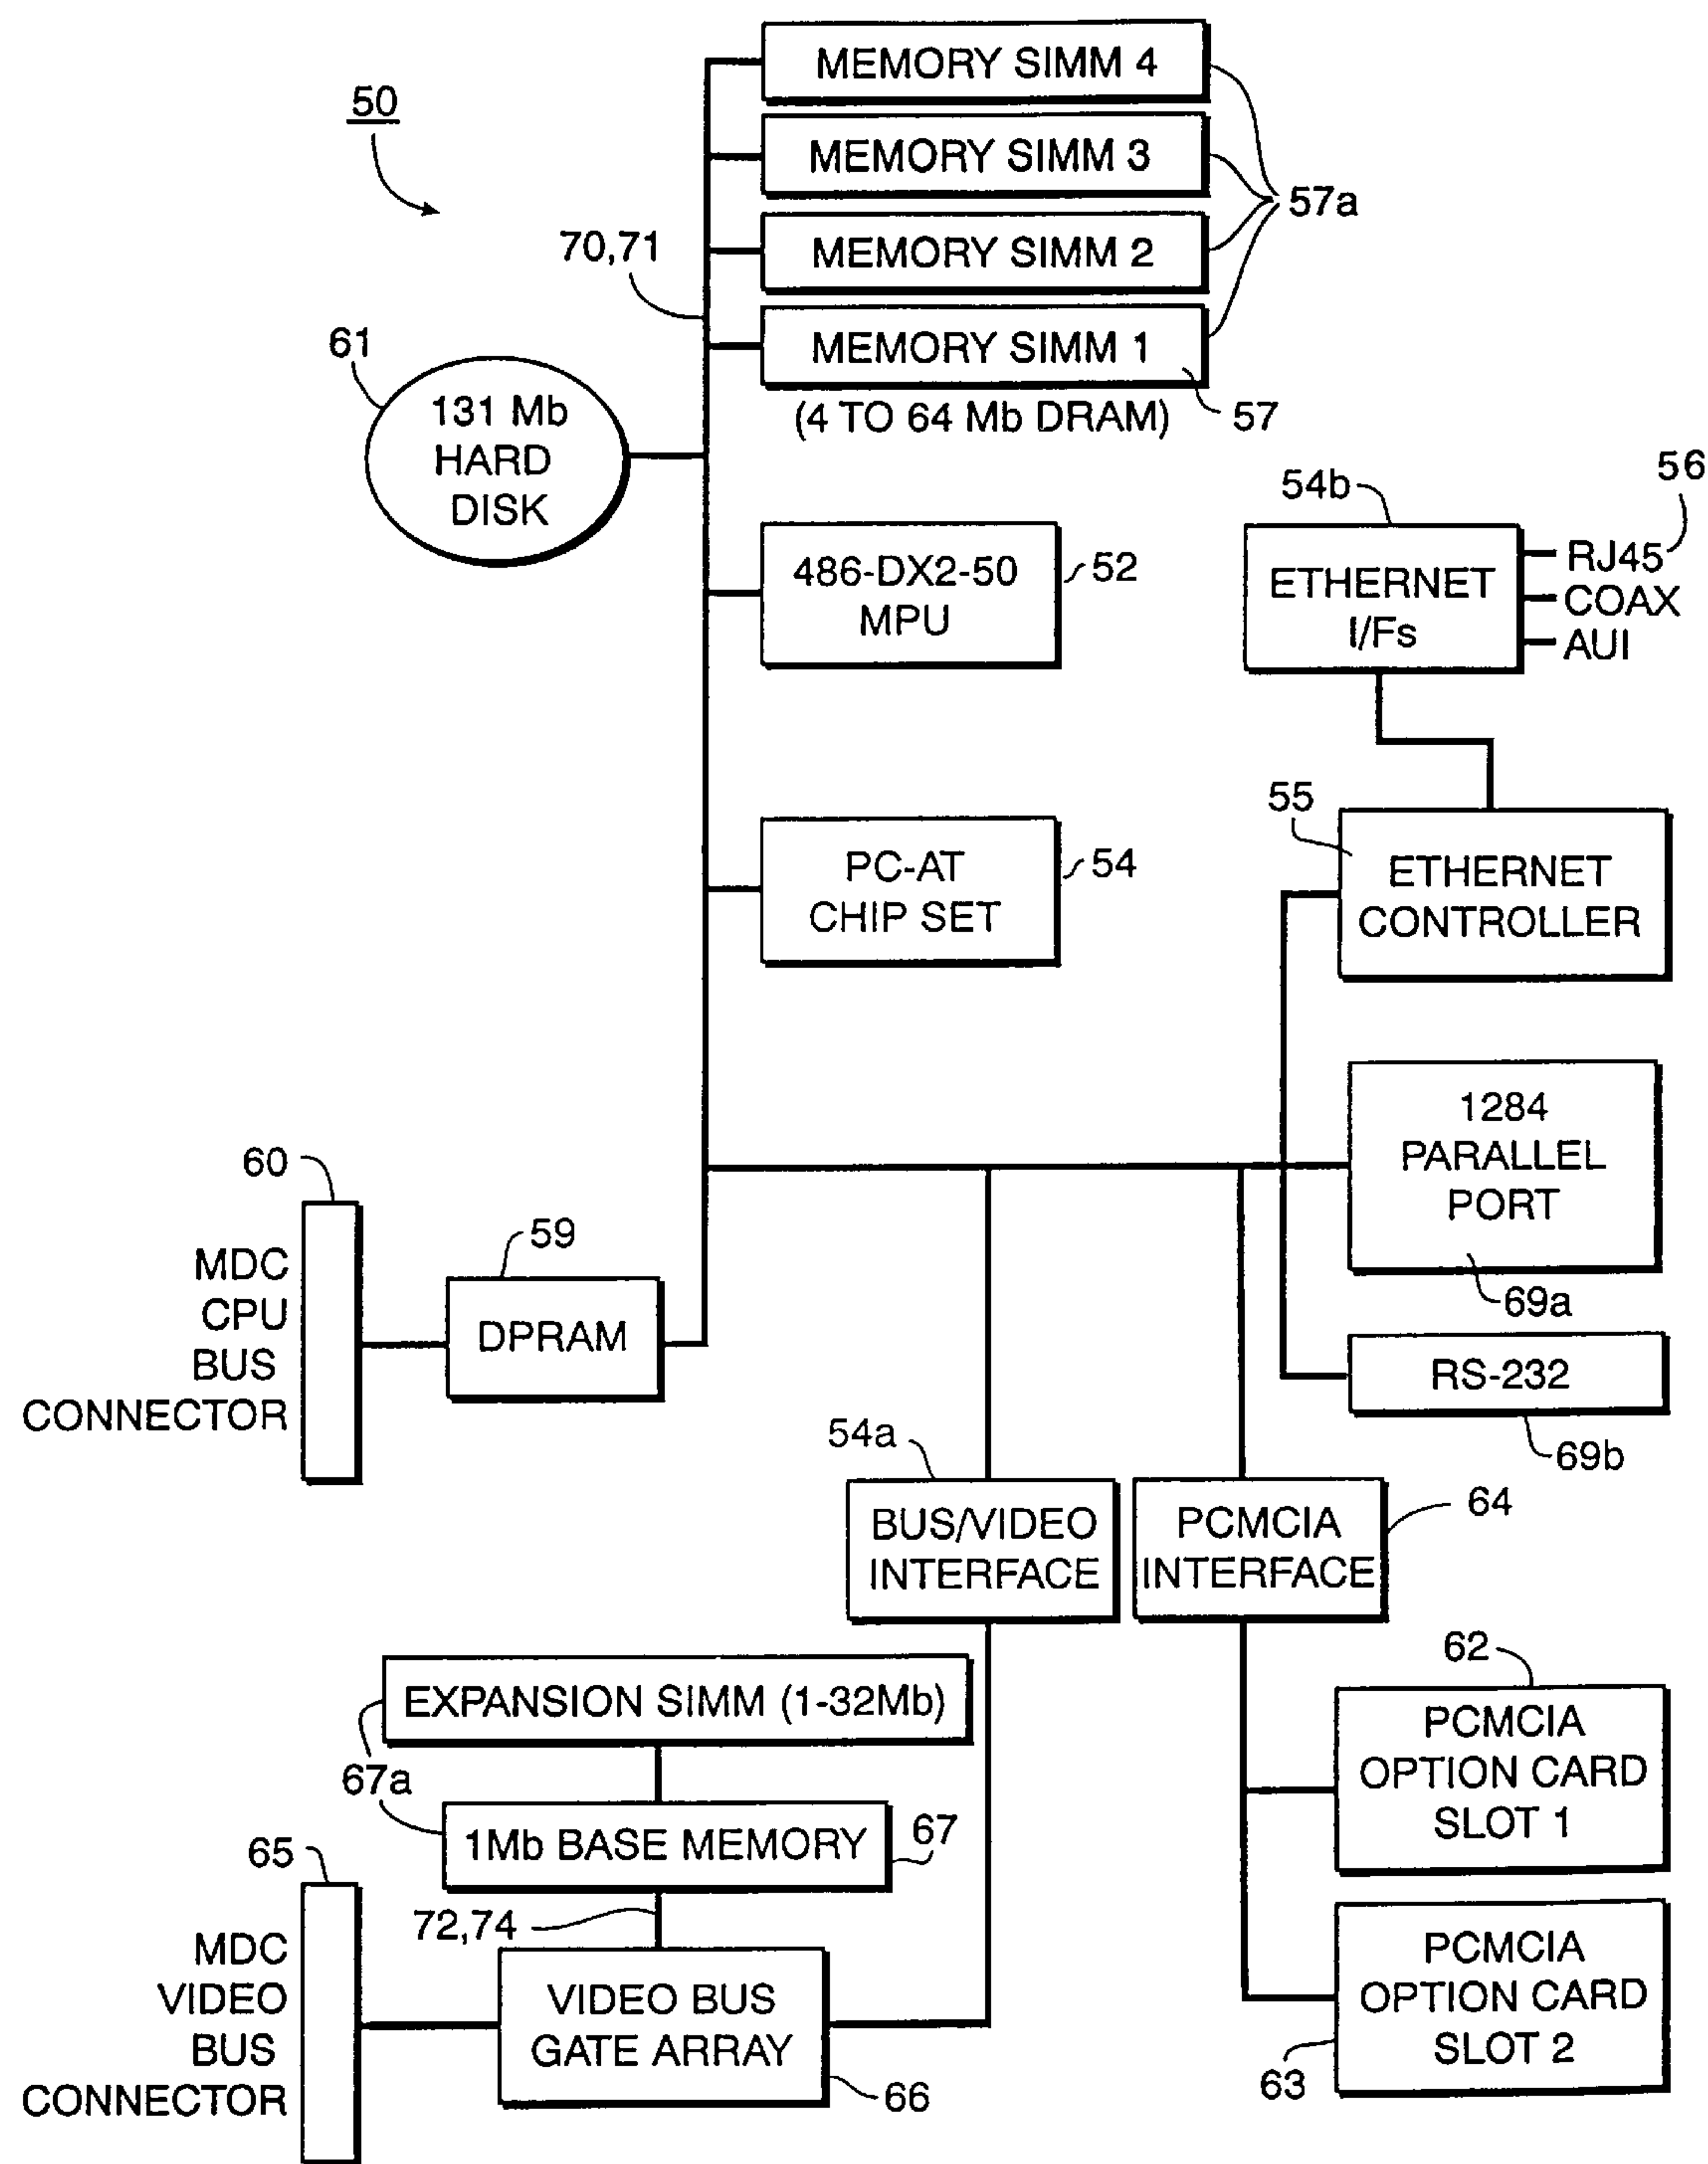 50
MEMORY SIMM 4
MEMORY SIMM 3
57a
MEMORY SIMM 2
70,71
MEMORY SIMM 1
57
(4 TO 64 Mb DRAM)
61
131 Mb
HARD
DISK
486-DX2-50
MPU
52
54b
56
ETHERNET
I/Fs
RJ45
COAX
AUI
PC-AT
CHIP SET
54
55
ETHERNET
CONTROLLER
1284
PARALLEL
PORT
69a
60
MDC
CPU
BUS
CONNECTOR
59
DPRAM
RS-232
69b
54a
BUS/VIDEO
INTERFACE
PCMCIA
INTERFACE
64
EXPANSION SIMM (1-32Mb)
67a
1Mb BASE MEMORY
67
72,74
65
MDC
VIDEO
BUS
CONNECTOR
VIDEO BUS
GATE ARRAY
66
62
PCMCIA
OPTION CARD
SLOT 1
PCMCIA
OPTION CARD
SLOT 2
63